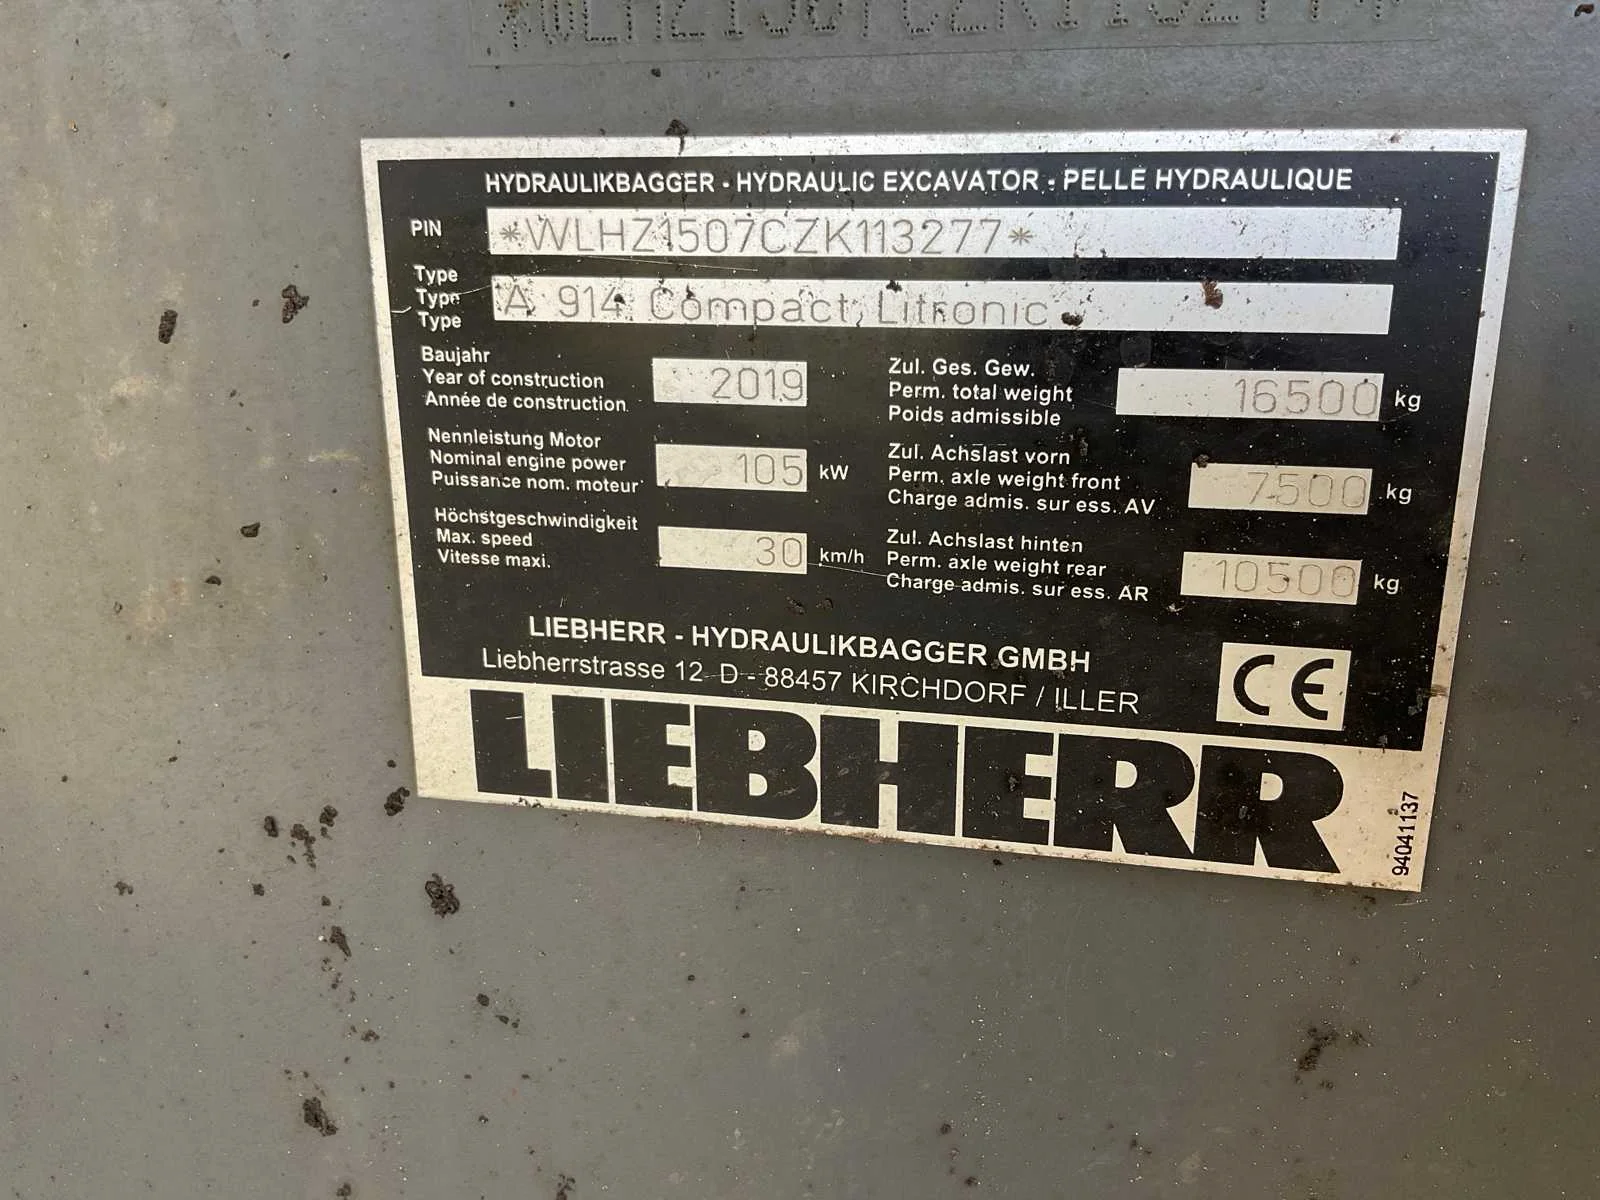 *WLHZ1507CZK113277*
HYDRAULIKBAGGER - HYDRAULIC EXCAVATOR - PELLE HYDRAULIQUE
PIN *WLHZ1507CZK113277*
Type
Type A 914 Compact Litronic
Type
Baujahr
Year of construction 2019
Année de construction
Nennleistung Motor
Nominal engine power 105 kW
Puissance nom. moteur
Höchstgeschwindigkeit
Max. speed 30 km/h
Vitesse maxi.
Zul. Ges. Gew.
Perm. total weight 16500 kg
Poids admissible
Zul. Achslast vorn
Perm. axle weight front 7500 kg
Charge admis. sur ess. AV
Zul. Achslast hinten
Perm. axle weight rear 10500 kg
Charge admis. sur ess. AR
LIEBHERR - HYDRAULIKBAGGER GMBH
Liebherrstrasse 12 D - 88457 KIRCHDORF / ILLER
CE
LIEBHERR
94041137